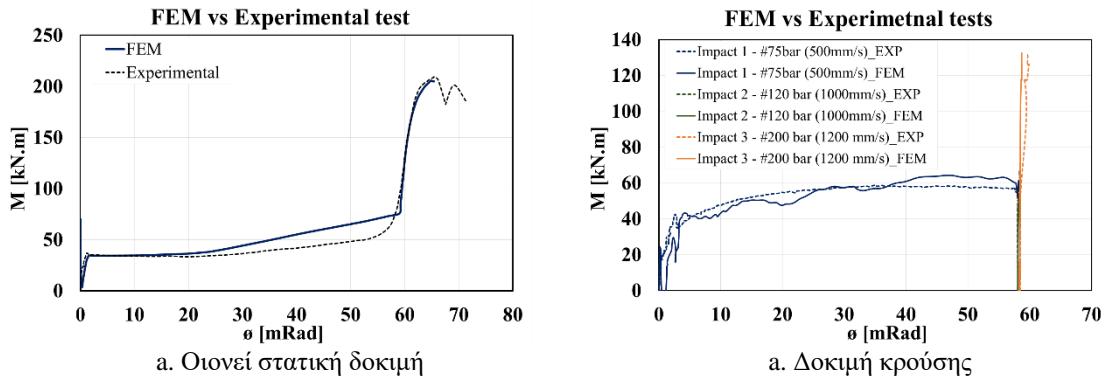 FEM vs Experimental test
250
200
150
100
50
0
M [kN.m]
FEM
Experimental
0 10 20 30 40 50 60 70 80
ø [mRad]
a. Οιονεί στατική δοκιμή
FEM vs Experimetnal tests
140
120
100
80
60
40
20
0
M [kN.m]
Impact 1 - #75bar (500mm/s)_EXP
Impact 1 - #75bar (500mm/s)_FEM
Impact 2 - #120 bar (1000mm/s)_EXP
Impact 2 - #120 bar (1000mm/s)_FEM
Impact 3 - #200 bar (1200 mm/s)_EXP
Impact 3 - #200 bar (1200 mm/s)_FEM
0 10 20 30 40 50 60 70
ø [mRad]
a. Δοκιμή κρούσης